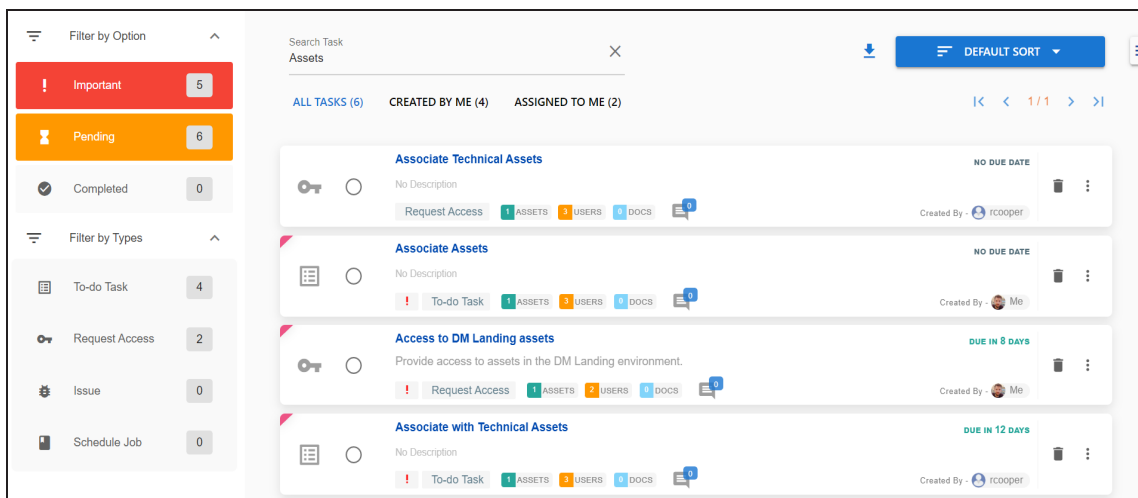 Filter by Option
Important 5
Pending 6
Completed 0
Filter by Types
To-do Task 4
Request Access 2
Issue 0
Schedule Job 0
Search Task
Assets
DEFAULT SORT
ALL TASKS (6) CREATED BY ME (4) ASSIGNED TO ME (2)
1 / 1
Associate Technical Assets
NO DUE DATE
No Description
Request Access 1 ASSETS 3 USERS 0 DOCS 0
Created By - rcooper
Associate Assets
NO DUE DATE
No Description
! To-do Task 1 ASSETS 3 USERS 0 DOCS 0
Created By - Me
Access to DM Landing assets
DUE IN 8 DAYS
Provide access to assets in the DM Landing environment.
! Request Access 1 ASSETS 2 USERS 0 DOCS 0
Created By - Me
Associate with Technical Assets
DUE IN 12 DAYS
No Description
! To-do Task 1 ASSETS 3 USERS 0 DOCS 0
Created By - rcooper